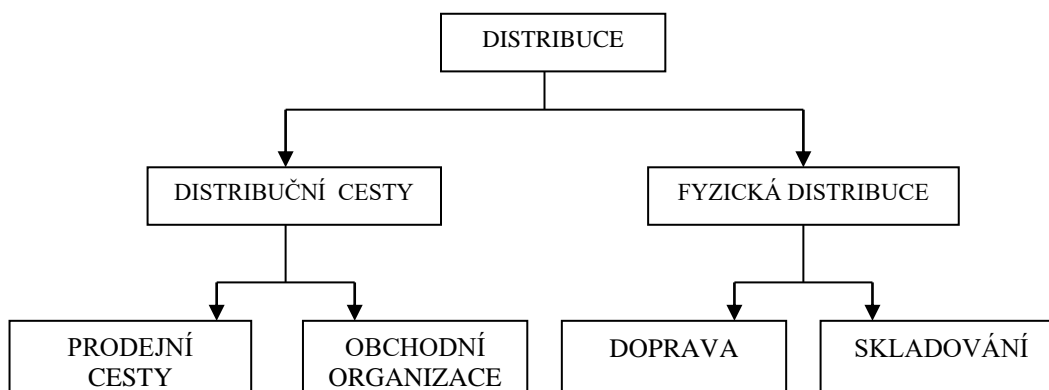 DISTRIBUCE
DISTRIBUČNÍ CESTY
FYZICKÁ DISTRIBUCE
PRODEJNÍ
CESTY
OBCHODNÍ
ORGANIZACE
DOPRAVA
SKLADOVÁNÍ